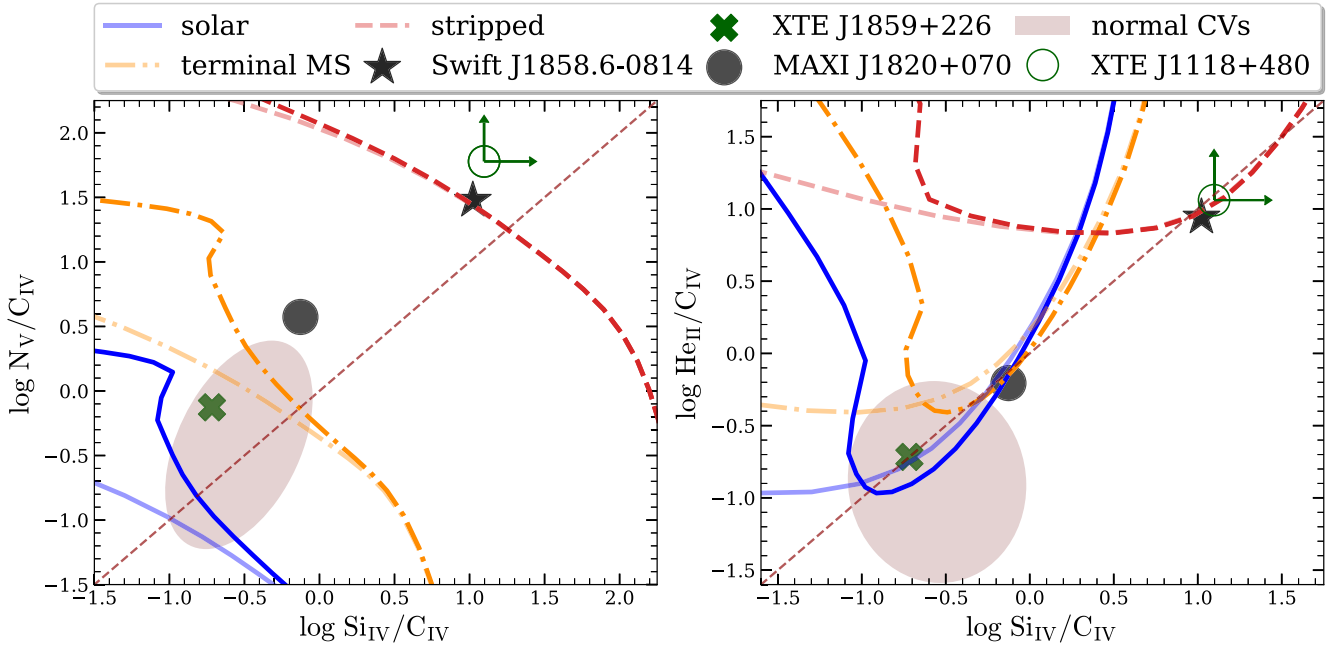 solar stripped XTE J1859+226 normal CVs
terminal MS Swift J1858.6-0814 MAXI J1820+070 XTE J1118+480
log N_V/C_IV
2.0
1.5
1.0
0.5
0.0
−0.5
−1.0
−1.5
−1.5 −1.0 −0.5 0.0 0.5 1.0 1.5 2.0
log Si_IV/C_IV
log He_II/C_IV
1.5
1.0
0.5
0.0
−0.5
−1.0
−1.5
−1.5 −1.0 −0.5 0.0 0.5 1.0 1.5
log Si_IV/C_IV